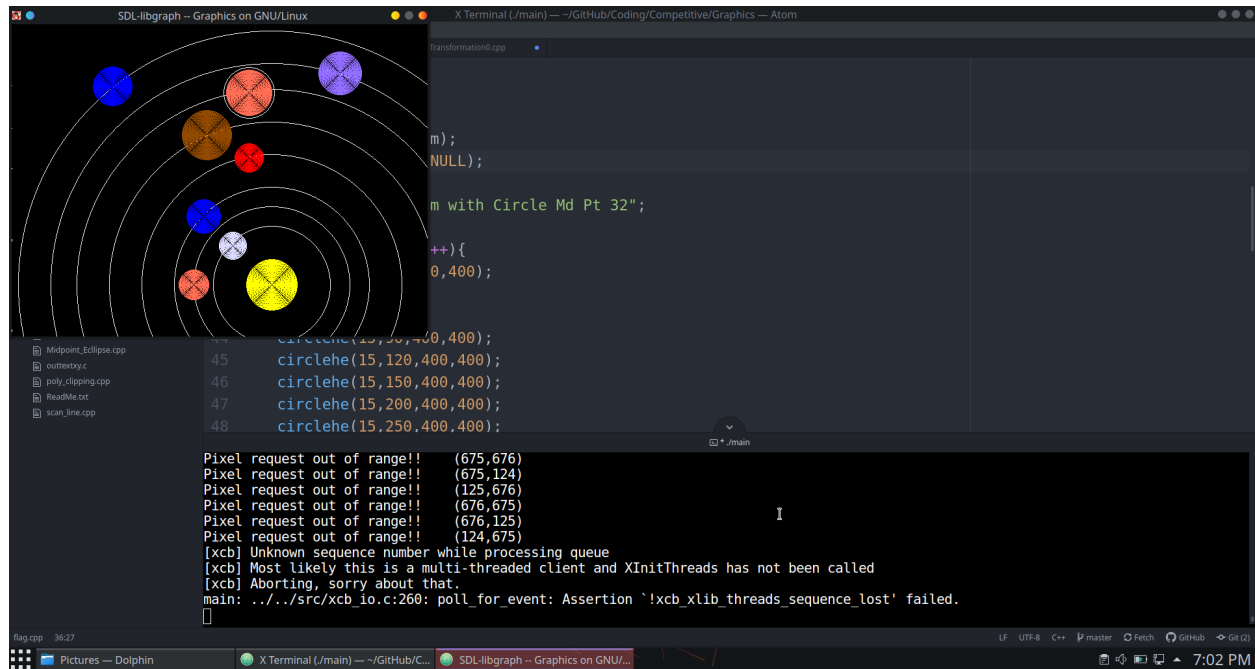 SDL-libgraph -- Graphics on GNU/Linux
X Terminal (./main) — ~/GitHub/Coding/Competitive/Graphics — Atom
Transformation0.cpp
m);
NULL);
m with Circle Md Pt 32";
++){
0,400);
44 circlehe(15,90,400,400);
Midpoint_Ecllipse.cpp
45 circlehe(15,120,400,400);
outtextxy.c
46 circlehe(15,150,400,400);
poly_clipping.cpp
47 circlehe(15,200,400,400);
ReadMe.txt
48 circlehe(15,250,400,400);
scan_line.cpp
* ./main
Pixel request out of range!! (675,676)
Pixel request out of range!! (675,124)
Pixel request out of range!! (125,676)
Pixel request out of range!! (676,675)
Pixel request out of range!! (676,125)
Pixel request out of range!! (124,675)
[xcb] Unknown sequence number while processing queue
[xcb] Most likely this is a multi-threaded client and XInitThreads has not been called
[xcb] Aborting, sorry about that.
main: ../../src/xcb_io.c:260: poll_for_event: Assertion `!xcb_xlib_threads_sequence_lost' failed.
flag.cpp 36:27 LF UTF-8 C++ master Fetch GitHub Git (2)
Pictures — Dolphin X Terminal (./main) — ~/GitHub/C... SDL-libgraph -- Graphics on GNU/... 7:02 PM